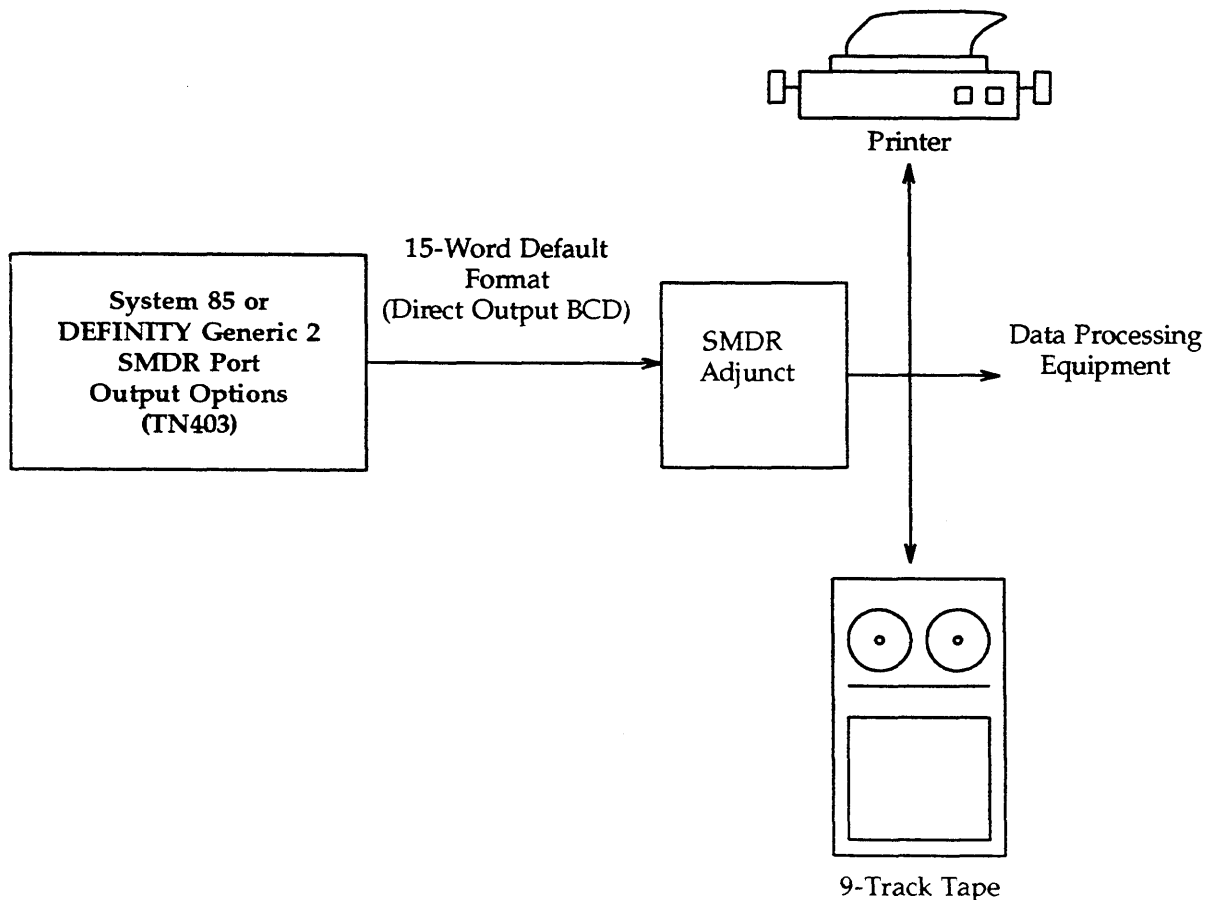 Printer
15-Word Default
Format
(Direct Output BCD)
System 85 or
DEFINITY Generic 2
SMDR Port
Output Options
(TN403)
SMDR
Adjunct
Data Processing
Equipment
9-Track Tape